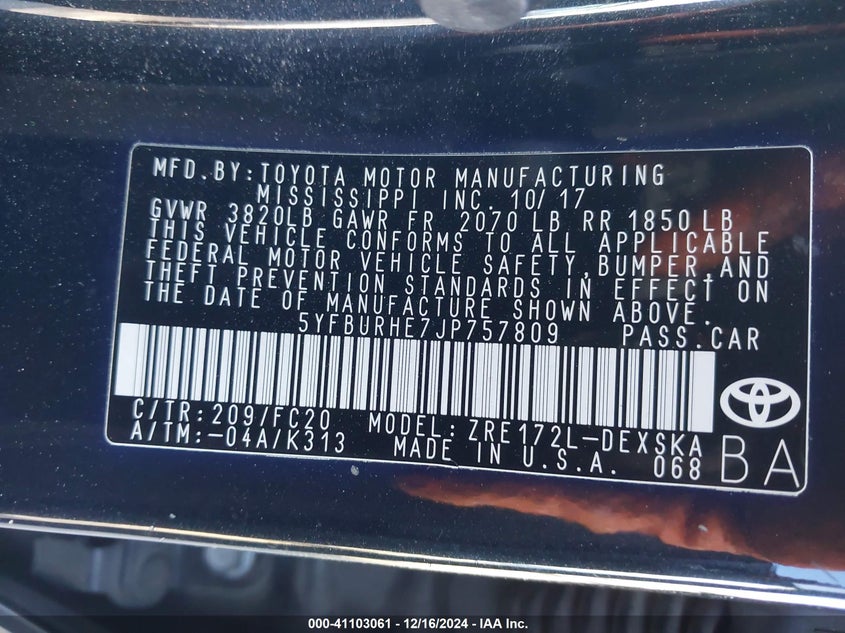 MFD.BY:TOYOTA MOTOR MANUFACTURING
MISSISSIPPI INC. 10/17
GVWR 3820LB GAWR FR 2070 LB RR 1850 LB
THIS VEHICLE CONFORMS TO ALL APPLICABLE
FEDERAL MOTOR VEHICLE SAFETY,BUMPER,AND
THEFT PREVENTION STANDARDS IN EFFECT ON
THE DATE OF MANUFACTURE SHOWN ABOVE.
5YFBURHE7JP757809 PASS.CAR
C/TR:209/FC20 MODEL:ZRE172L-DEXSKA
A/TM:-04A/K313 MADE IN U.S.A. 068
BA
000-41103061 - 12/16/2024 - IAA Inc.